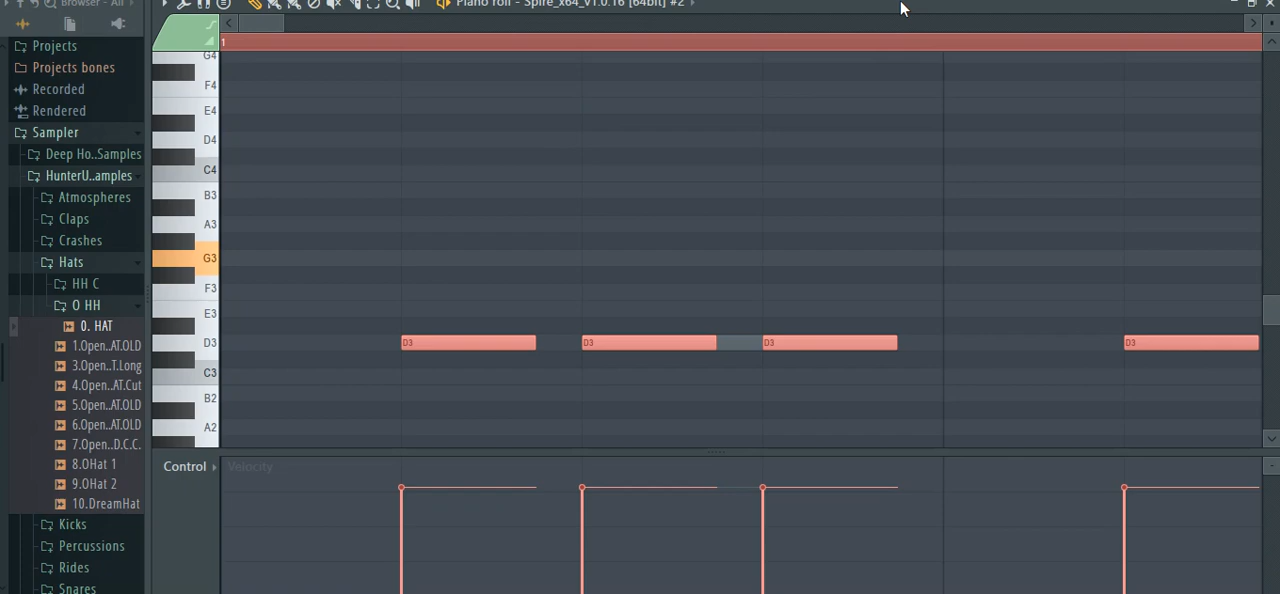 Browser - All
Piano roll - Spire_x64_v1.0.16 [64bit] #2
Projects
Projects bones
Recorded
Rendered
Sampler
Deep Ho..Samples
HunterU..amples
Atmospheres
Claps
Crashes
Hats
HH C
O HH
0. HAT
1.Open..AT.OLD
3.Open..T.Long
4.Open..AT.Cut
5.Open..AT.OLD
6.Open..AT.OLD
7.Open..D.C.C.
8.OHat 1
9.OHat 2
10.DreamHat
Kicks
Percussions
Rides
Snares
1
G4
F4
E4
D4
C4
B3
A3
G3
F3
E3
D3 D3 D3 D3 D3
C3
B2
A2
Control Velocity